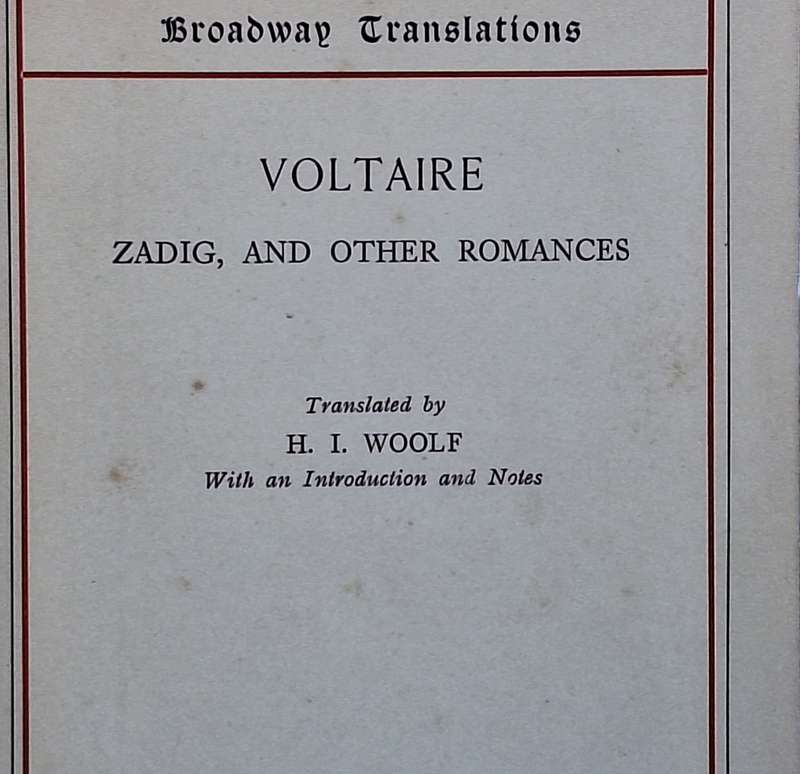 Broadway Translations
VOLTAIRE
ZADIG, AND OTHER ROMANCES
Translated by
H. I. WOOLF
With an Introduction and Notes